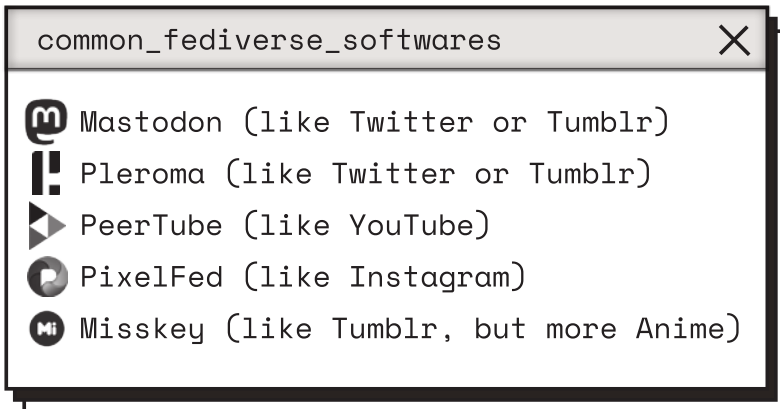 common_fediverse_softwares
Mastodon (like Twitter or Tumblr)
Pleroma (like Twitter or Tumblr)
PeerTube (like YouTube)
PixelFed (like Instagram)
Mi Misskey (like Tumblr, but more Anime)